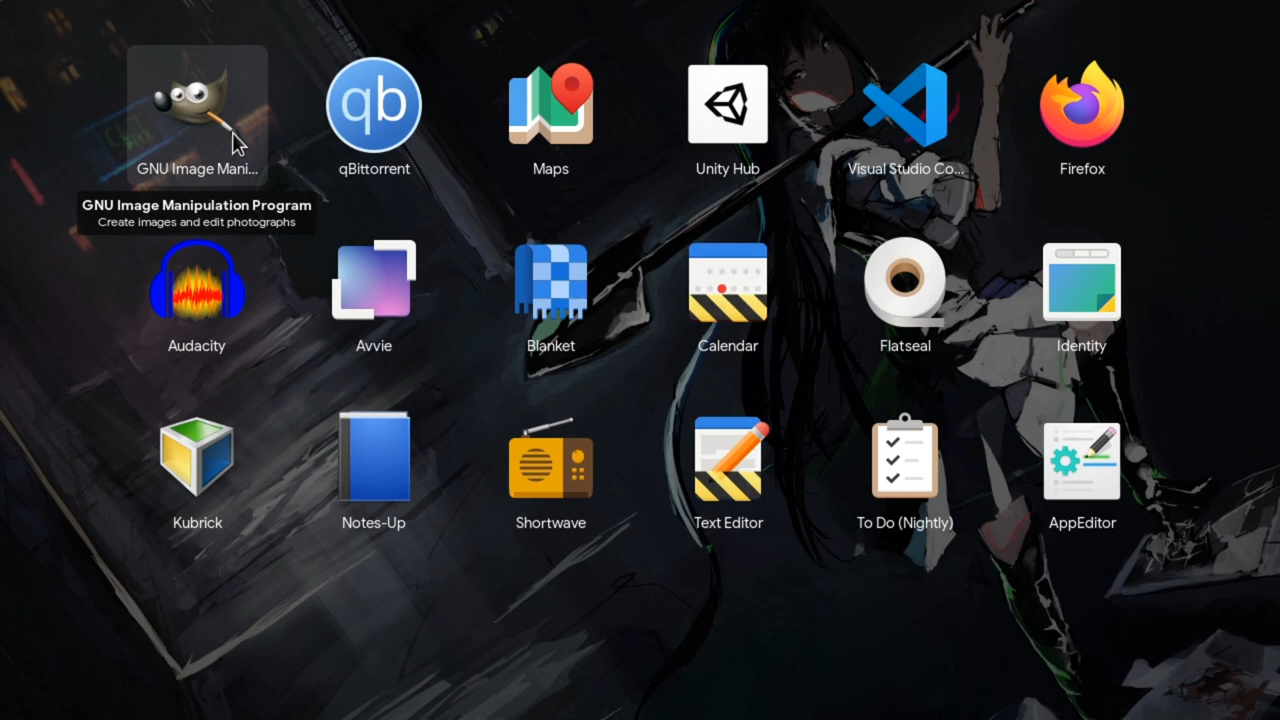 qb
GNU Image Mani...
qBittorrent
Maps
Unity Hub
Visual Studio Co...
Firefox
GNU Image Manipulation Program
Create images and edit photographs
Audacity
Avvie
Blanket
Calendar
Flatseal
Identity
Kubrick
Notes-Up
Shortwave
Text Editor
To Do (Nightly)
AppEditor